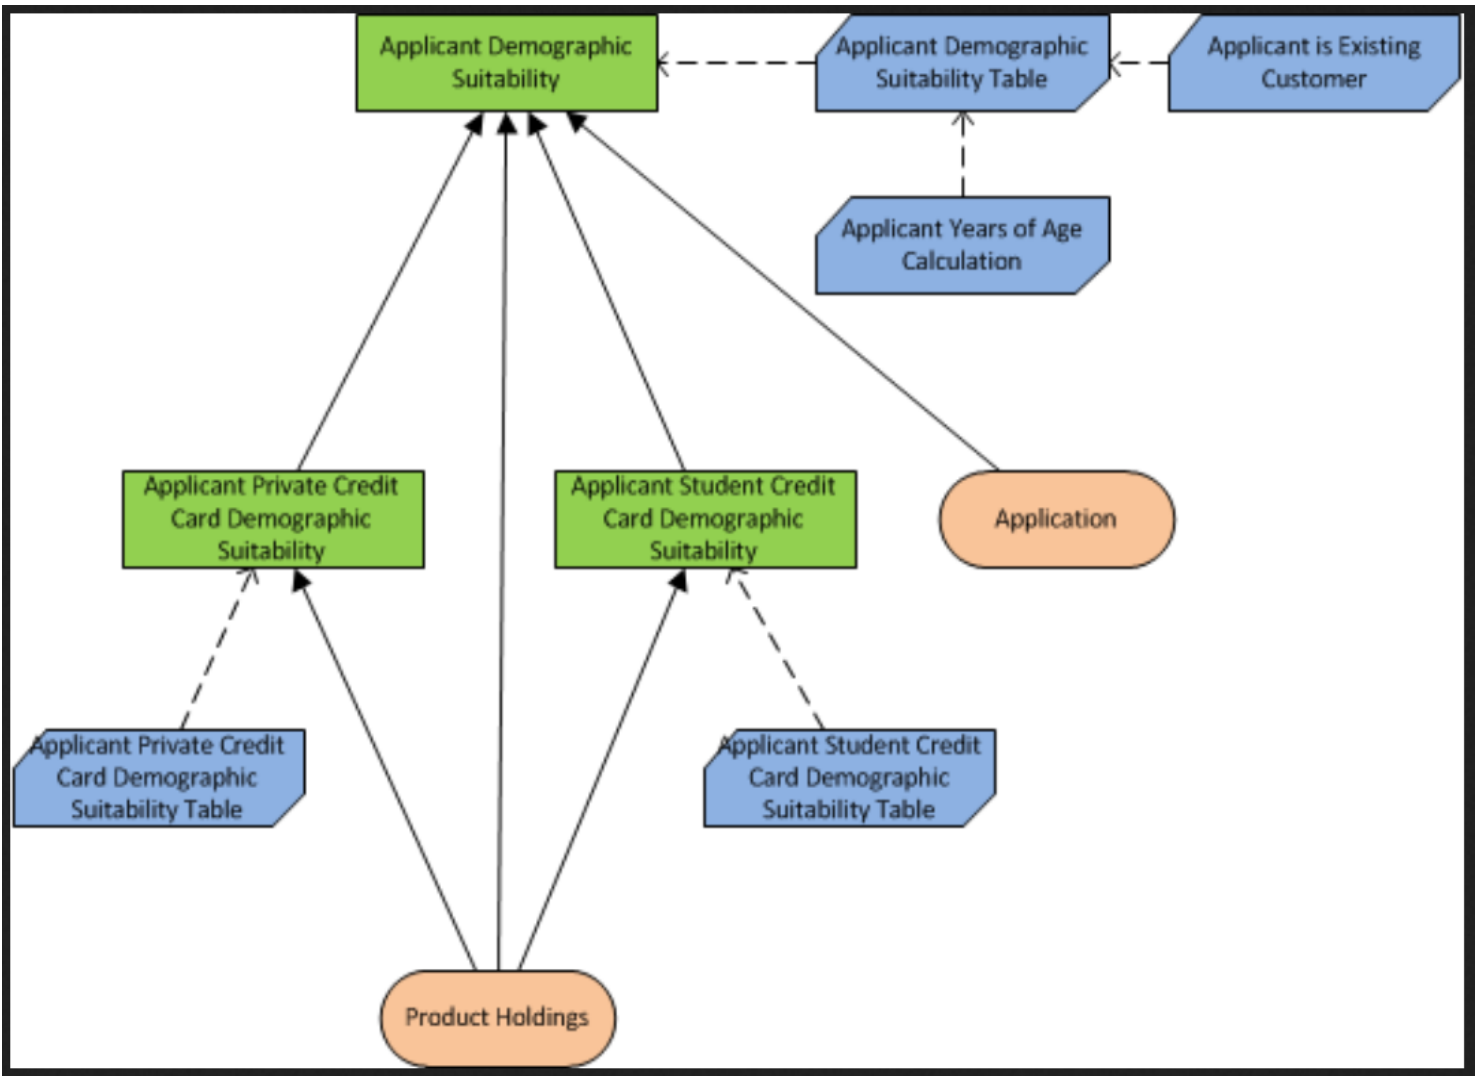 Applicant Demographic
Suitability
Applicant Demographic
Suitability Table
Applicant is Existing
Customer
Applicant Years of Age
Calculation
Applicant Private Credit
Card Demographic
Suitability
Applicant Student Credit
Card Demographic
Suitability
Application
Applicant Private Credit
Card Demographic
Suitability Table
Applicant Student Credit
Card Demographic
Suitability Table
Product Holdings